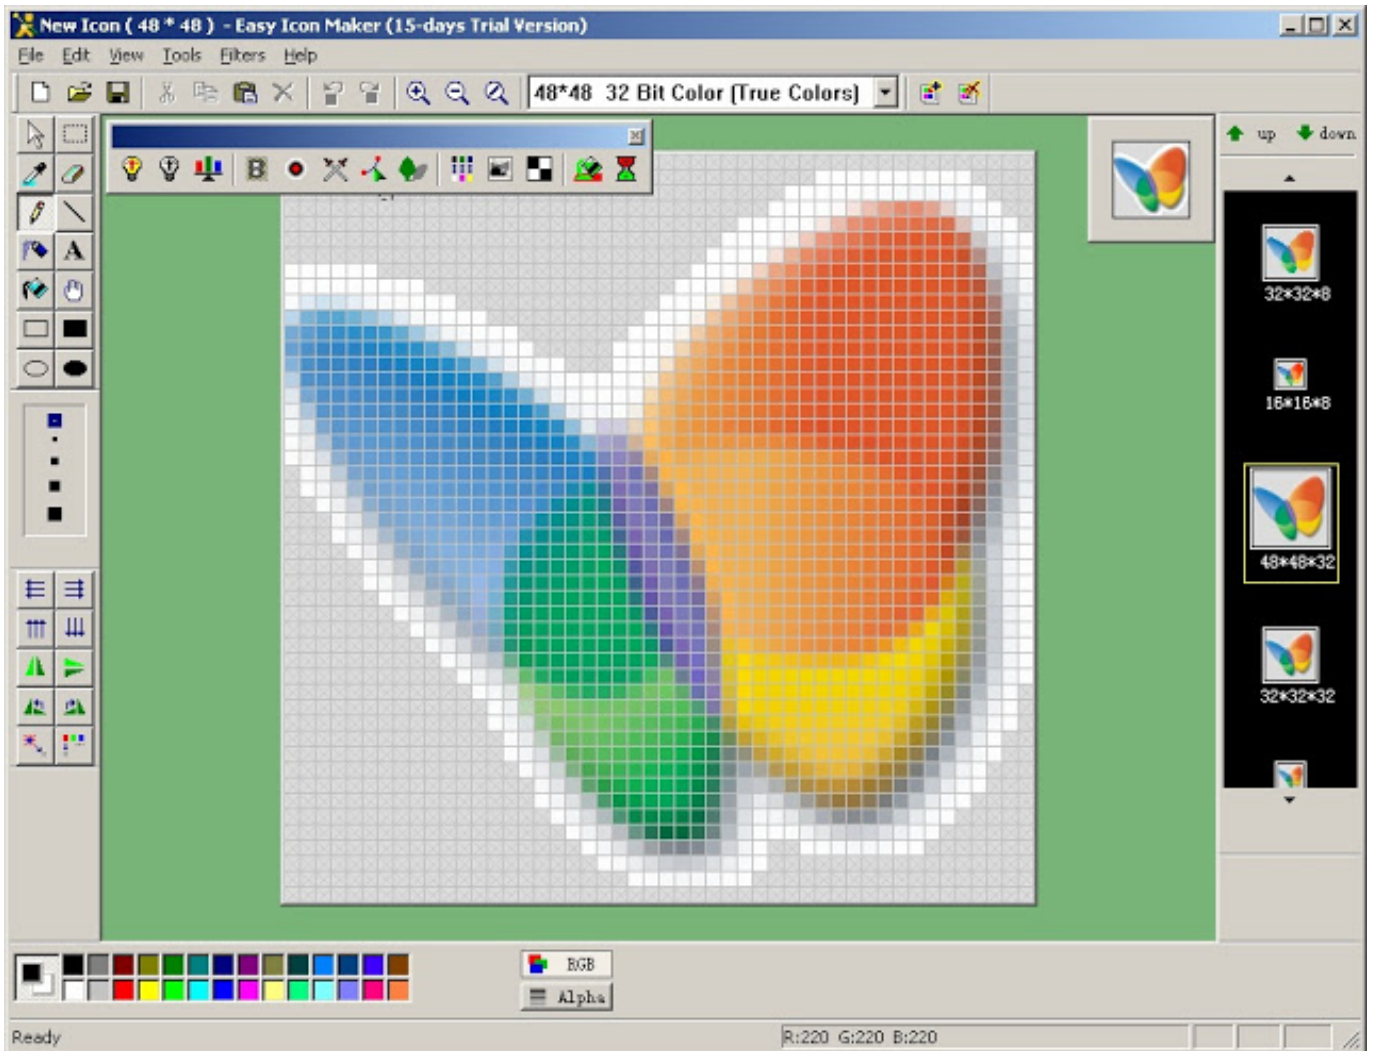 New Icon ( 48 * 48 ) - Easy Icon Maker (15-days Trial Version)
File Edit View Tools Filters Help
48*48 32 Bit Color (True Colors)
up down
A
B
32*32*8
16*16*8
48*48*32
32*32*32
RGB
Alpha
Ready
R:220 G:220 B:220